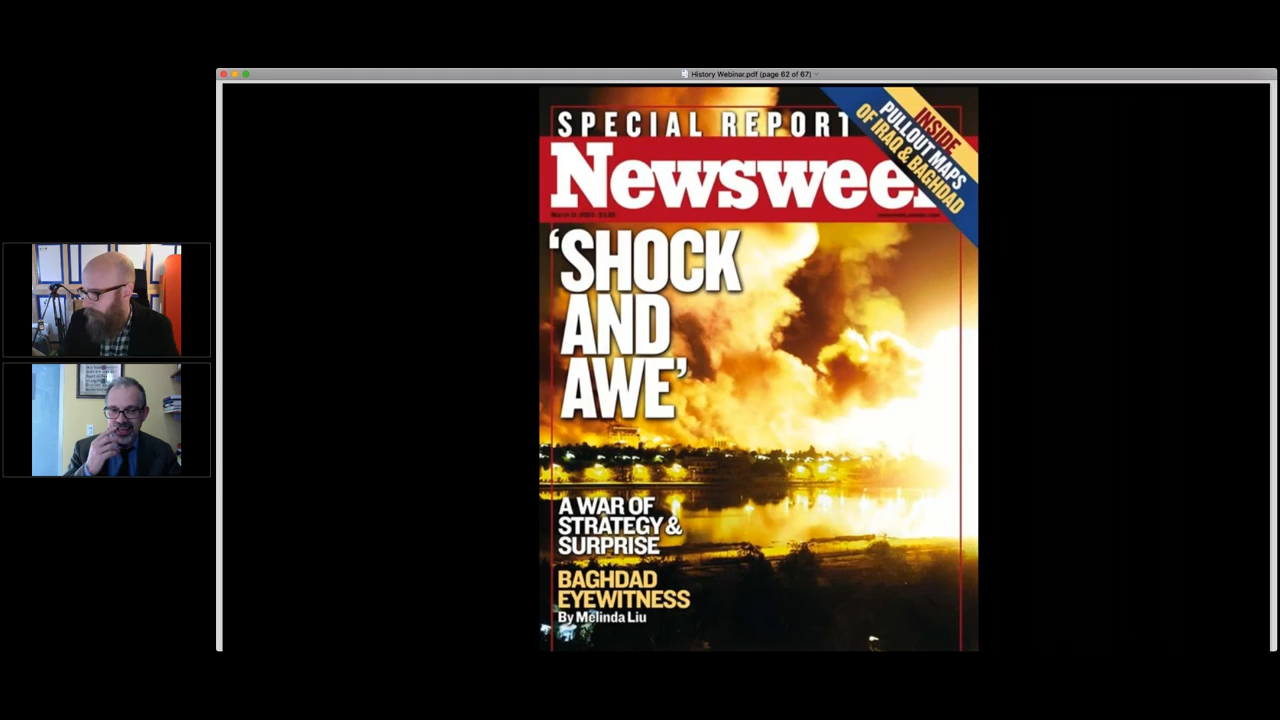 History Webinar.pdf (page 62 of 67)
SPECIAL REPORT
INSIDE
PULLOUT MAPS
OF IRAQ & BAGHDAD
Newswee
‘SHOCK
AND
AWE’
A WAR OF
STRATEGY &
SURPRISE
BAGHDAD
EYEWITNESS
By Melinda Liu